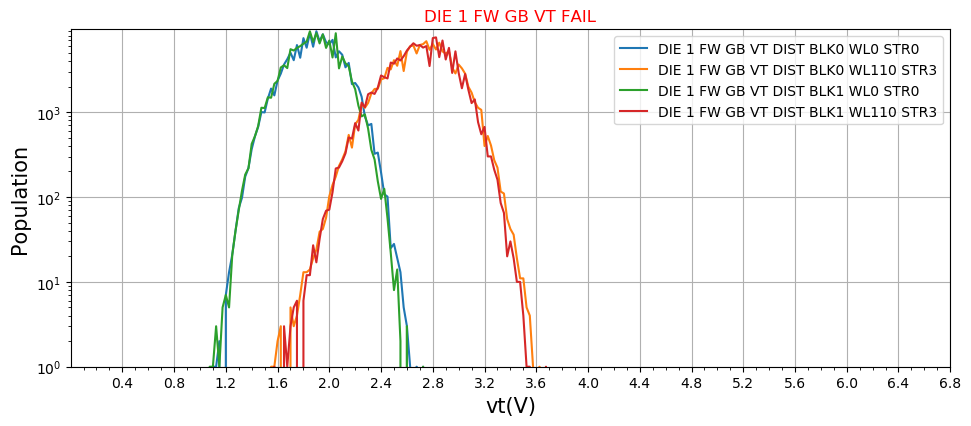 DIE 1 FW GB VT FAIL
DIE 1 FW GB VT DIST BLK0 WL0 STR0
DIE 1 FW GB VT DIST BLK0 WL110 STR3
DIE 1 FW GB VT DIST BLK1 WL0 STR0
DIE 1 FW GB VT DIST BLK1 WL110 STR3
Population
10³
10²
10¹
10⁰
0.4 0.8 1.2 1.6 2.0 2.4 2.8 3.2 3.6 4.0 4.4 4.8 5.2 5.6 6.0 6.4 6.8
vt(V)